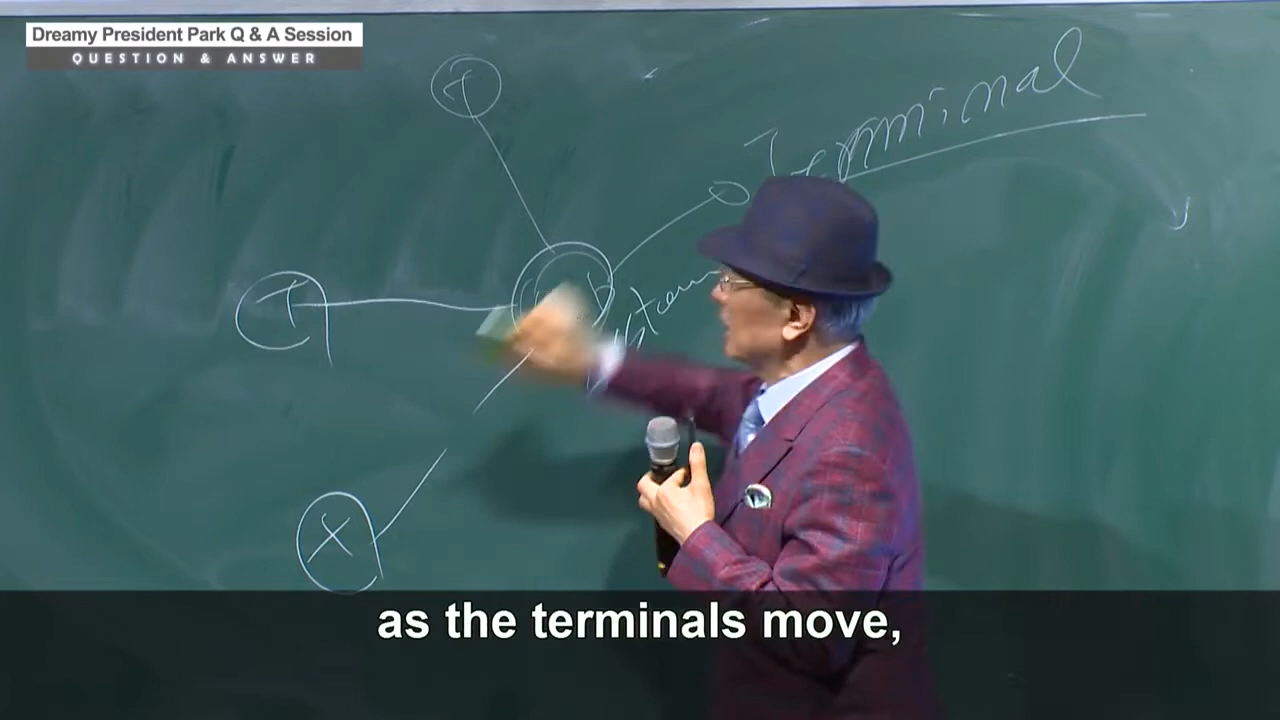 Dreamy President Park Q & A Session
QUESTION & ANSWER
T
Terminal
T
X
as the terminals move,